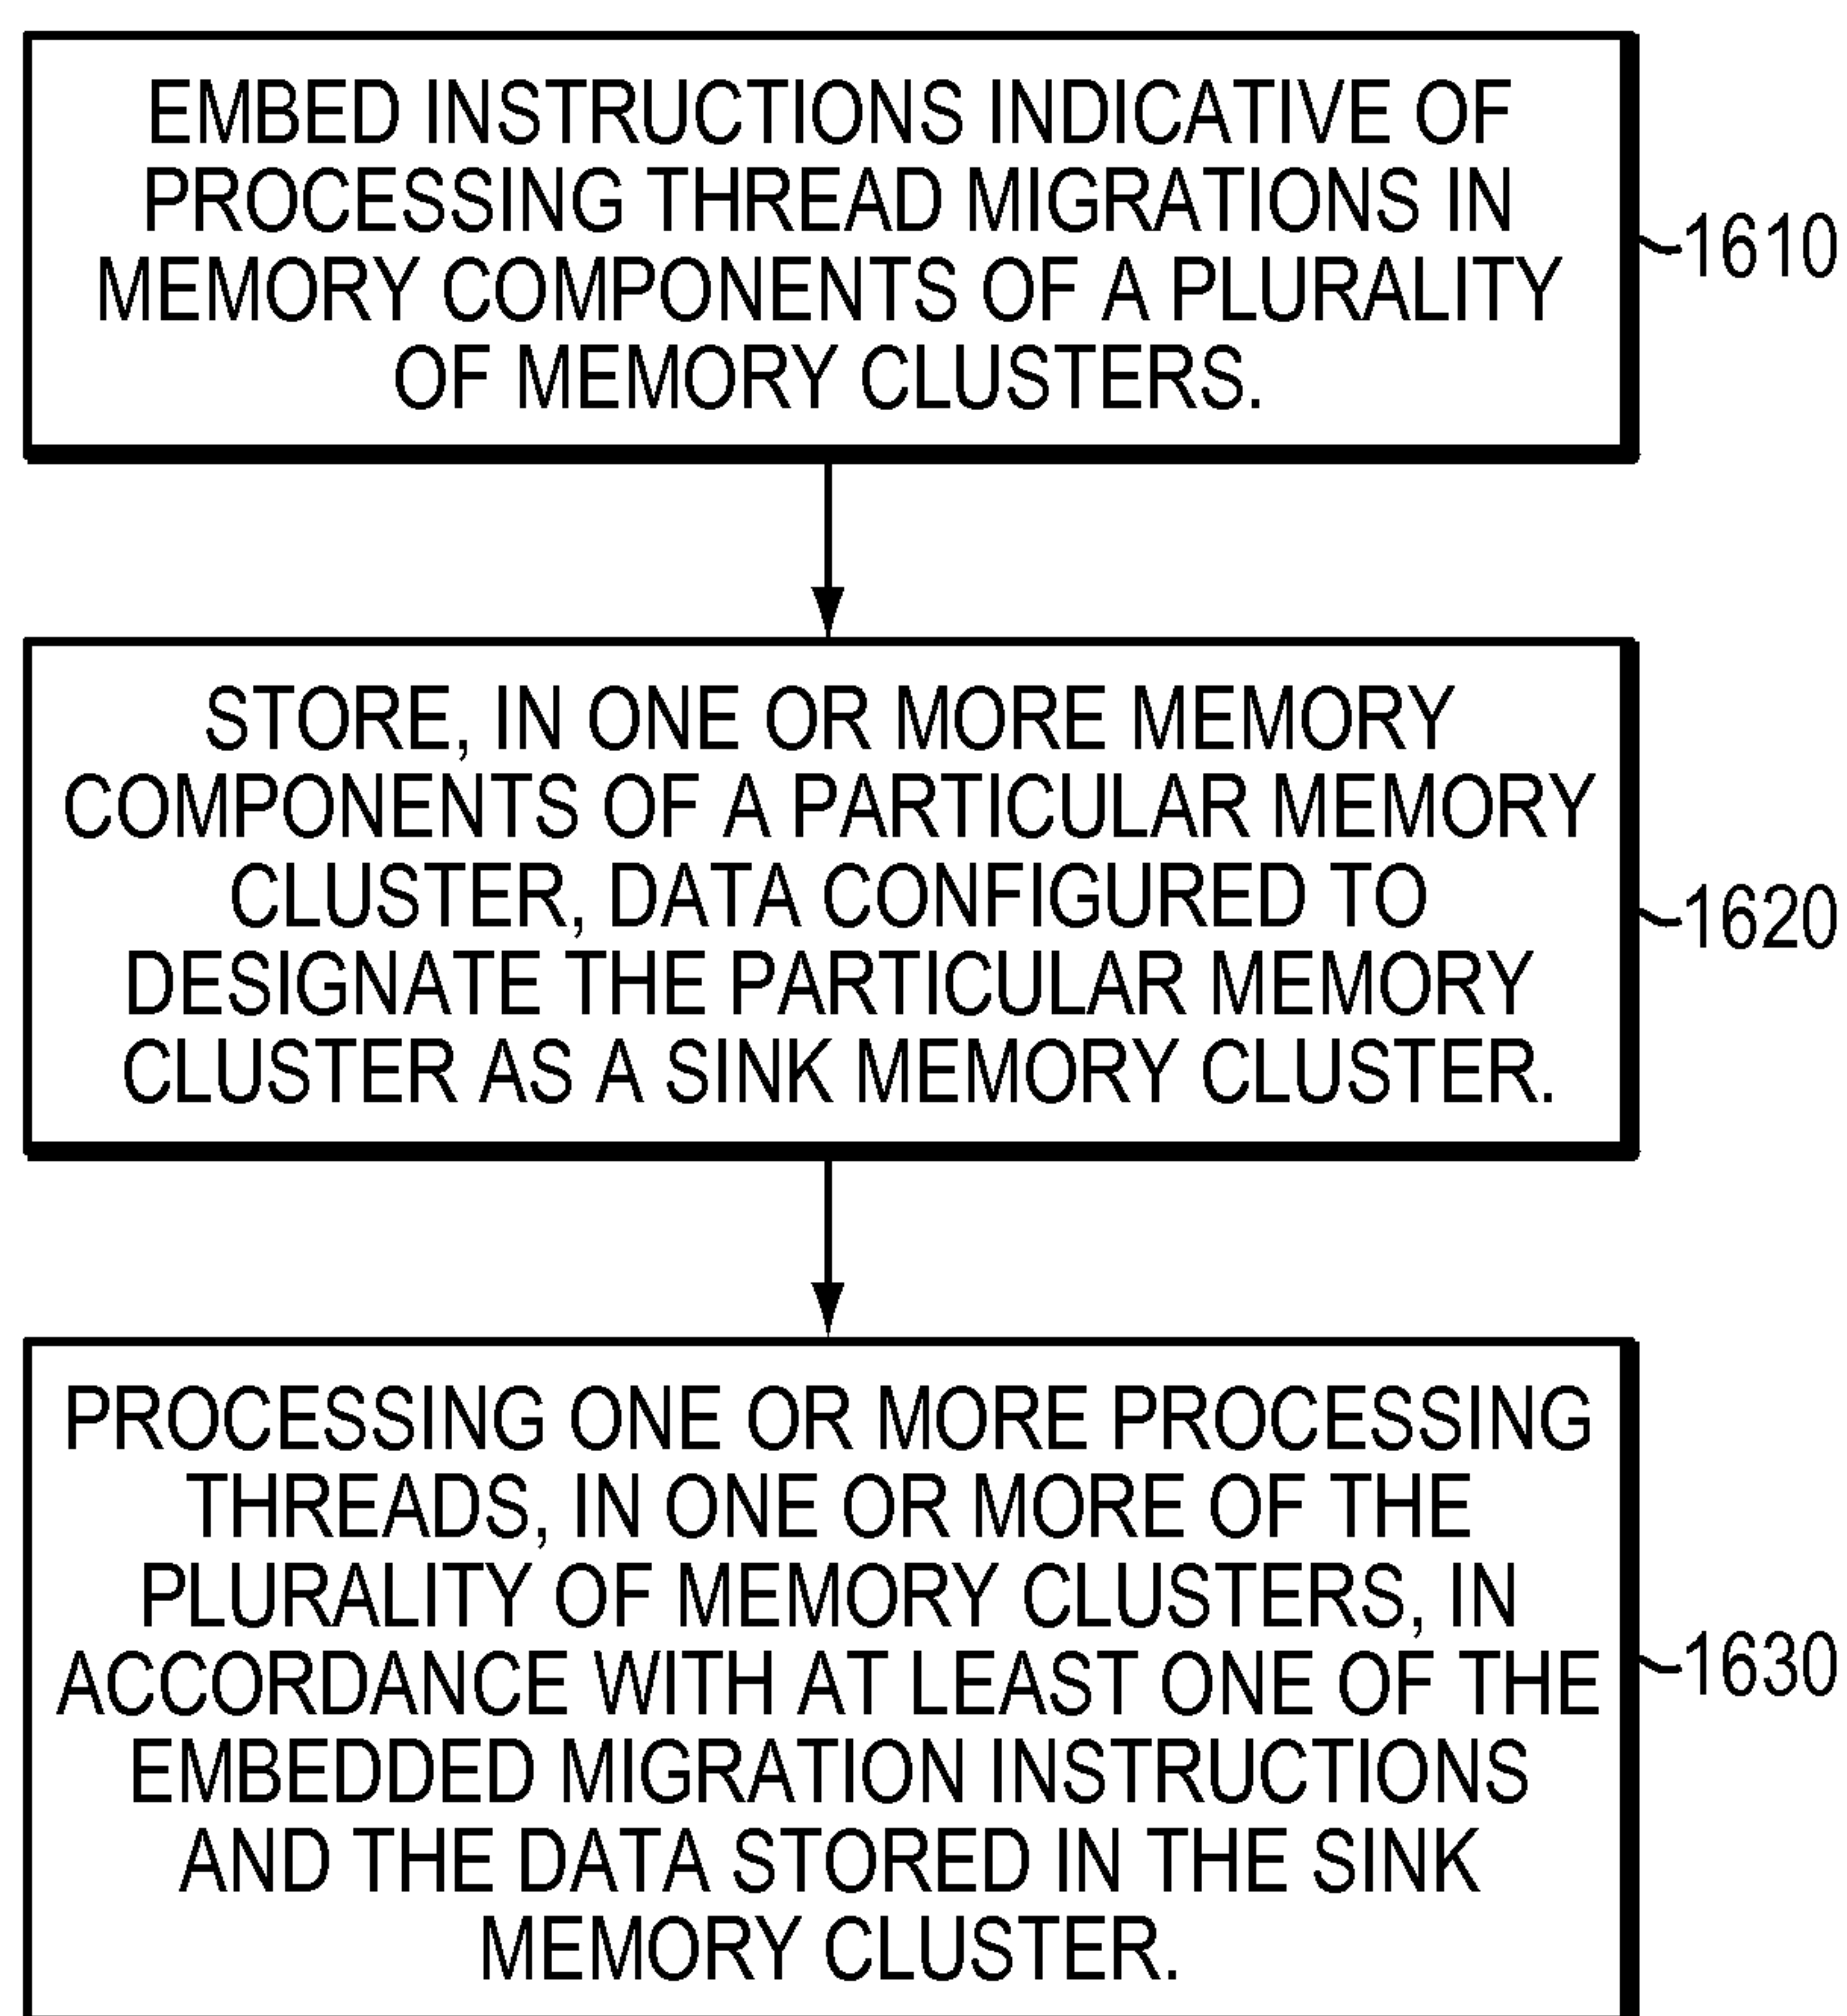 EMBED INSTRUCTIONS INDICATIVE OF
PROCESSING THREAD MIGRATIONS IN
MEMORY COMPONENTS OF A PLURALITY
OF MEMORY CLUSTERS.
1610
STORE, IN ONE OR MORE MEMORY
COMPONENTS OF A PARTICULAR MEMORY
CLUSTER, DATA CONFIGURED TO
DESIGNATE THE PARTICULAR MEMORY
CLUSTER AS A SINK MEMORY CLUSTER.
1620
PROCESSING ONE OR MORE PROCESSING
THREADS, IN ONE OR MORE OF THE
PLURALITY OF MEMORY CLUSTERS, IN
ACCORDANCE WITH AT LEAST ONE OF THE
EMBEDDED MIGRATION INSTRUCTIONS
AND THE DATA STORED IN THE SINK
MEMORY CLUSTER.
1630